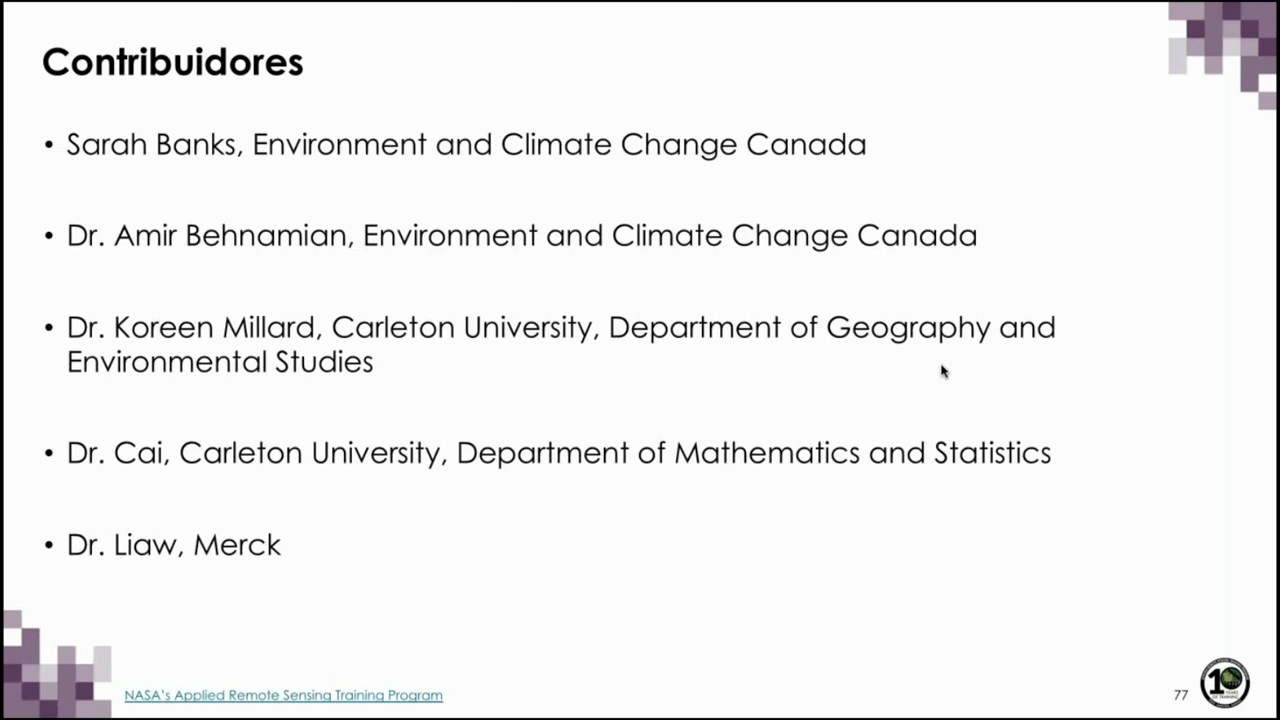 Contribuidores
• Sarah Banks, Environment and Climate Change Canada
• Dr. Amir Behnamian, Environment and Climate Change Canada
• Dr. Koreen Millard, Carleton University, Department of Geography and
Environmental Studies
• Dr. Cai, Carleton University, Department of Mathematics and Statistics
• Dr. Liaw, Merck
NASA's Applied Remote Sensing Training Program
77
10